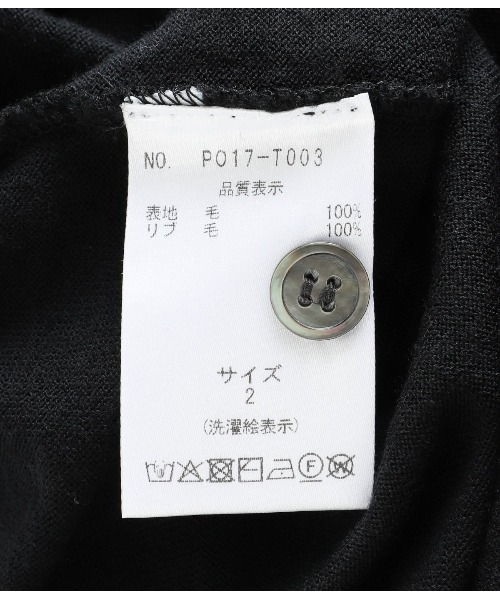 NO. P017-T003
品質表示
表地 毛 100%
リブ 毛 100%
サイズ
2
(洗濯絵表示)
F W